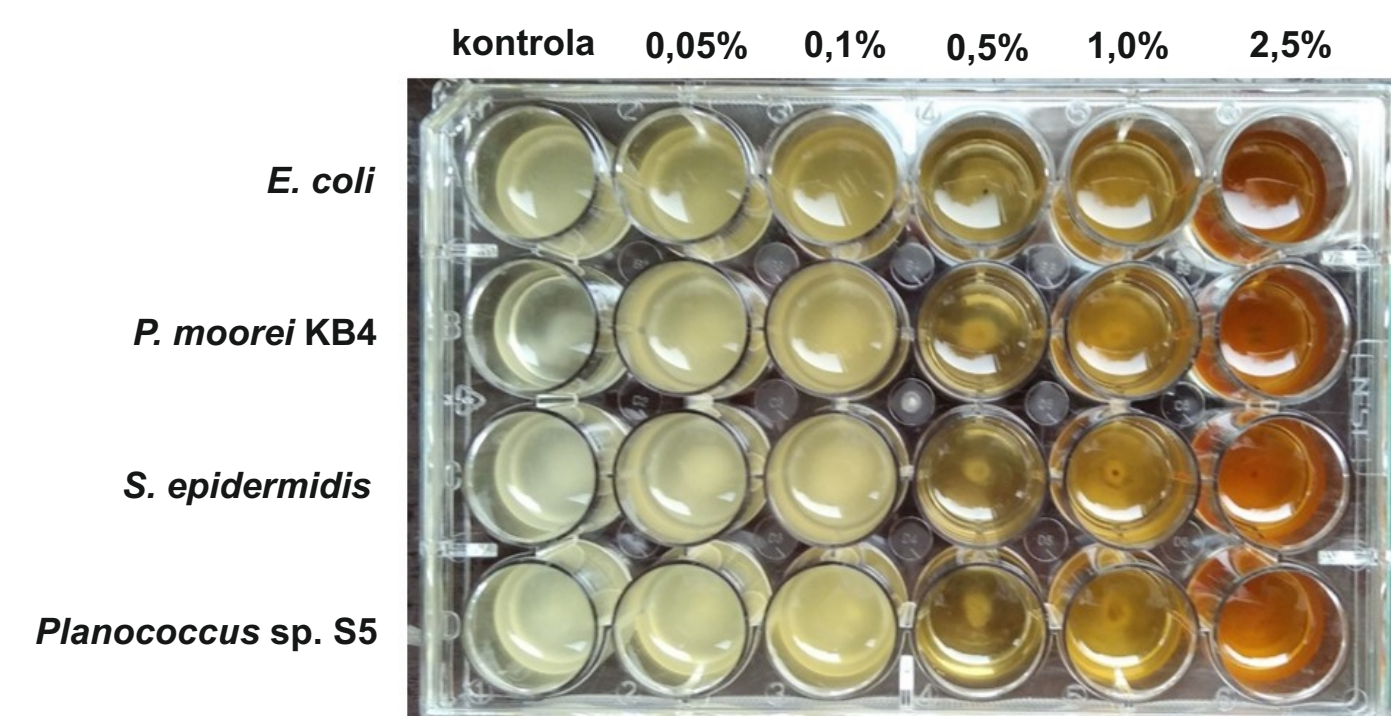 kontrola 0,05% 0,1% 0,5% 1,0% 2,5%
E. coli
P. moorei KB4
S. epidermidis
Planococcus sp. S5